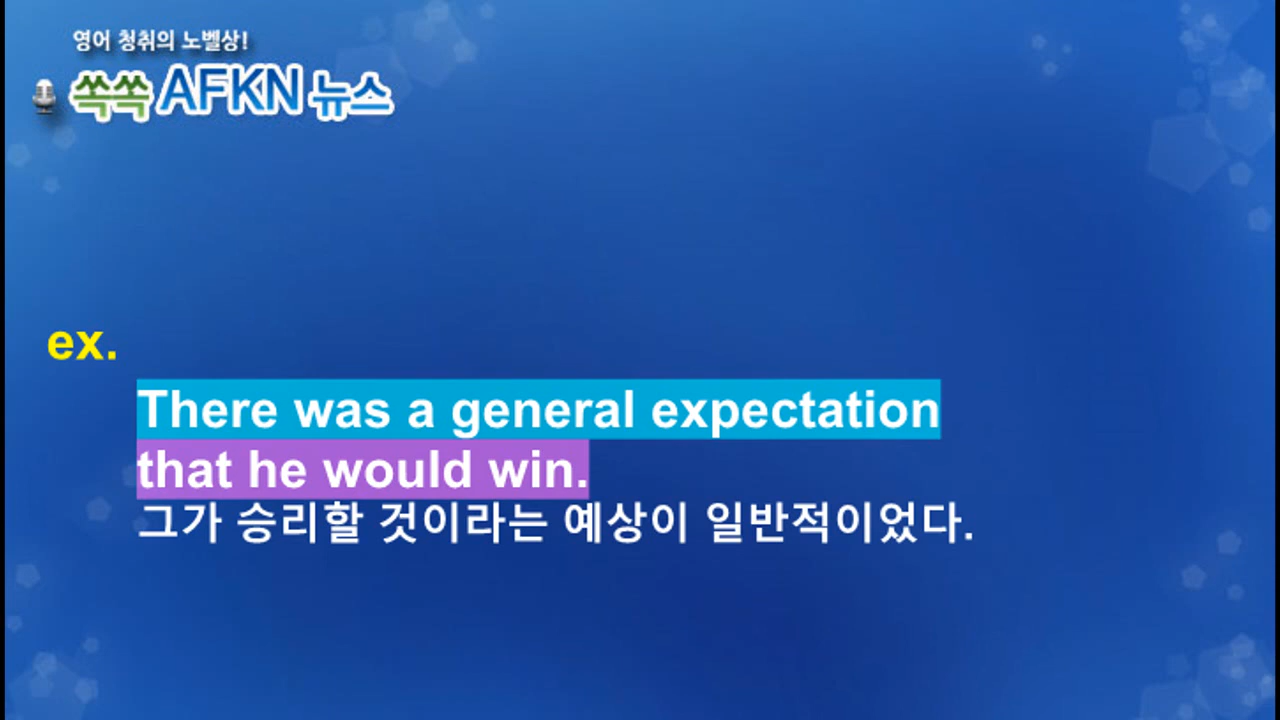 영어 청취의 노벨상!
쏙쏙 AFKN 뉴스
ex.
There was a general expectation
that he would win.
그가 승리할 것이라는 예상이 일반적이었다.